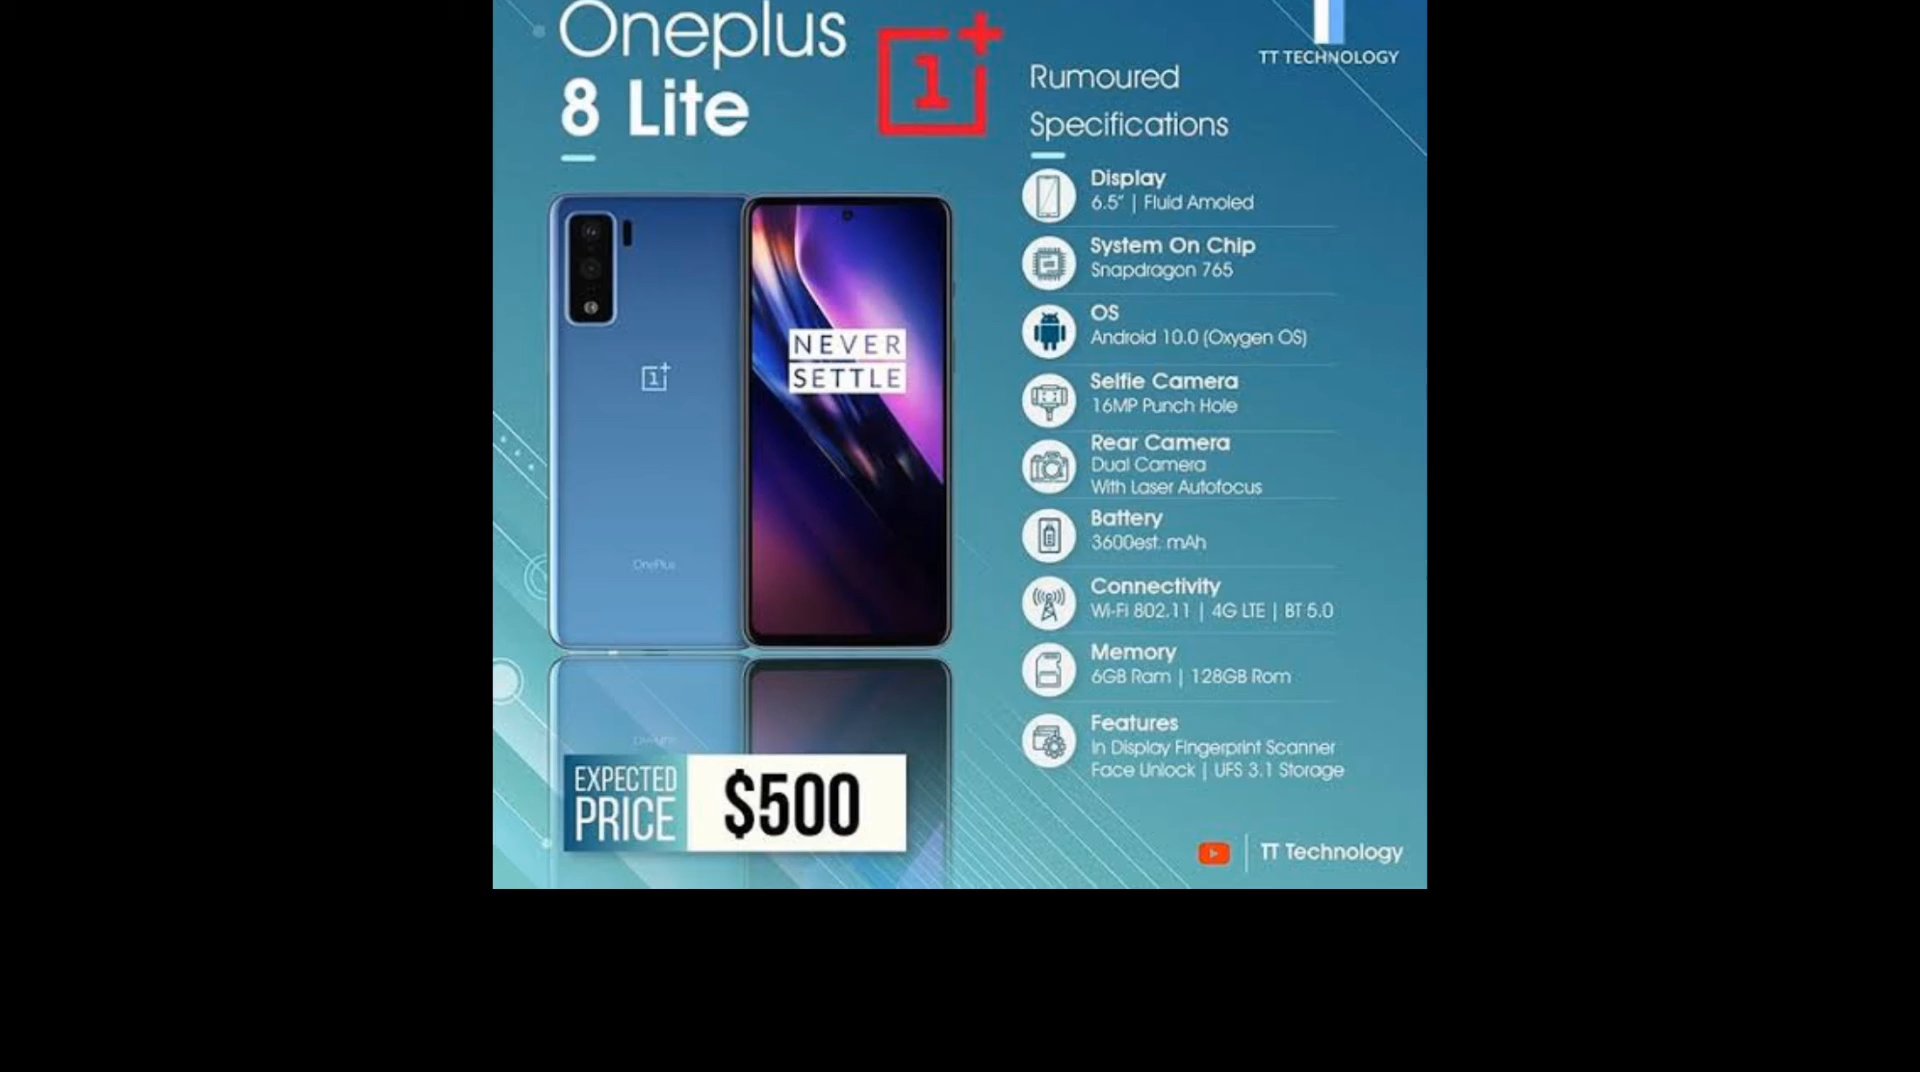 Oneplus
8 Lite
1+
TT TECHNOLOGY
Rumoured
Specifications
Display
6.5" | Fluid Amoled
System On Chip
Snapdragon 765
OS
Android 10.0 (Oxygen OS)
Selfie Camera
16MP Punch Hole
Rear Camera
Dual Camera
With Laser Autofocus
Battery
3600est. mAh
Connectivity
Wi-Fi 802.11 | 4G LTE | BT 5.0
Memory
6GB Ram | 128GB Rom
Features
In Display Fingerprint Scanner
Face Unlock | UFS 3.1 Storage
1+
OnePlus
NEVER
SETTLE
EXPECTED
PRICE
$500
TT Technology